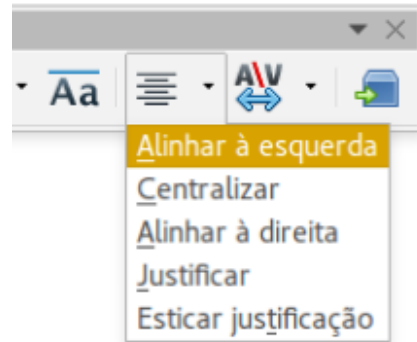 Aa
A\V
Alinhar à esquerda
Centralizar
Alinhar à direita
Justificar
Esticar justificação